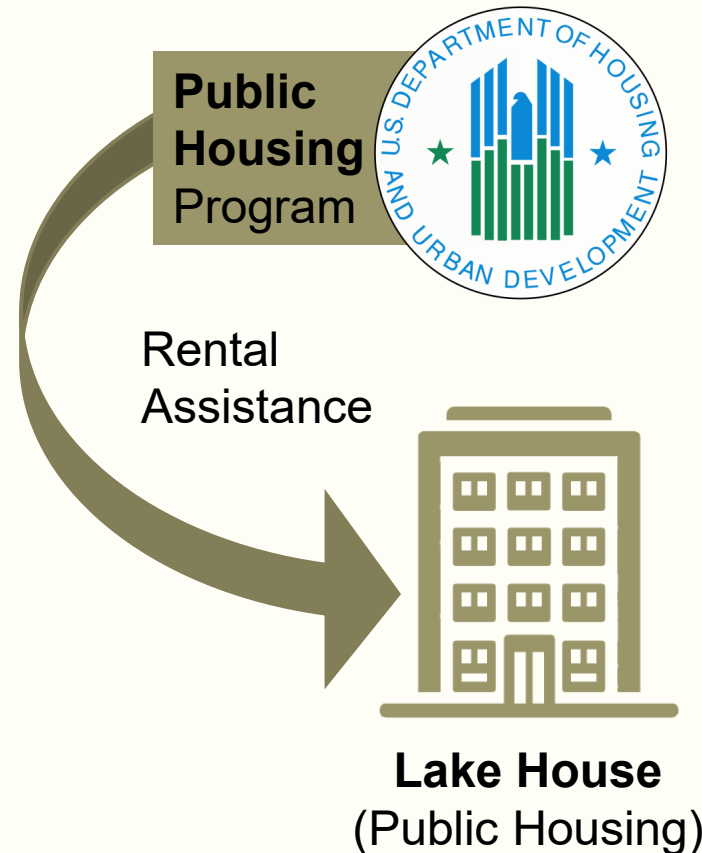 Public
Housing
Program
U.S. DEPARTMENT OF HOUSING
AND URBAN DEVELOPMENT
Rental
Assistance
Lake House
(Public Housing)